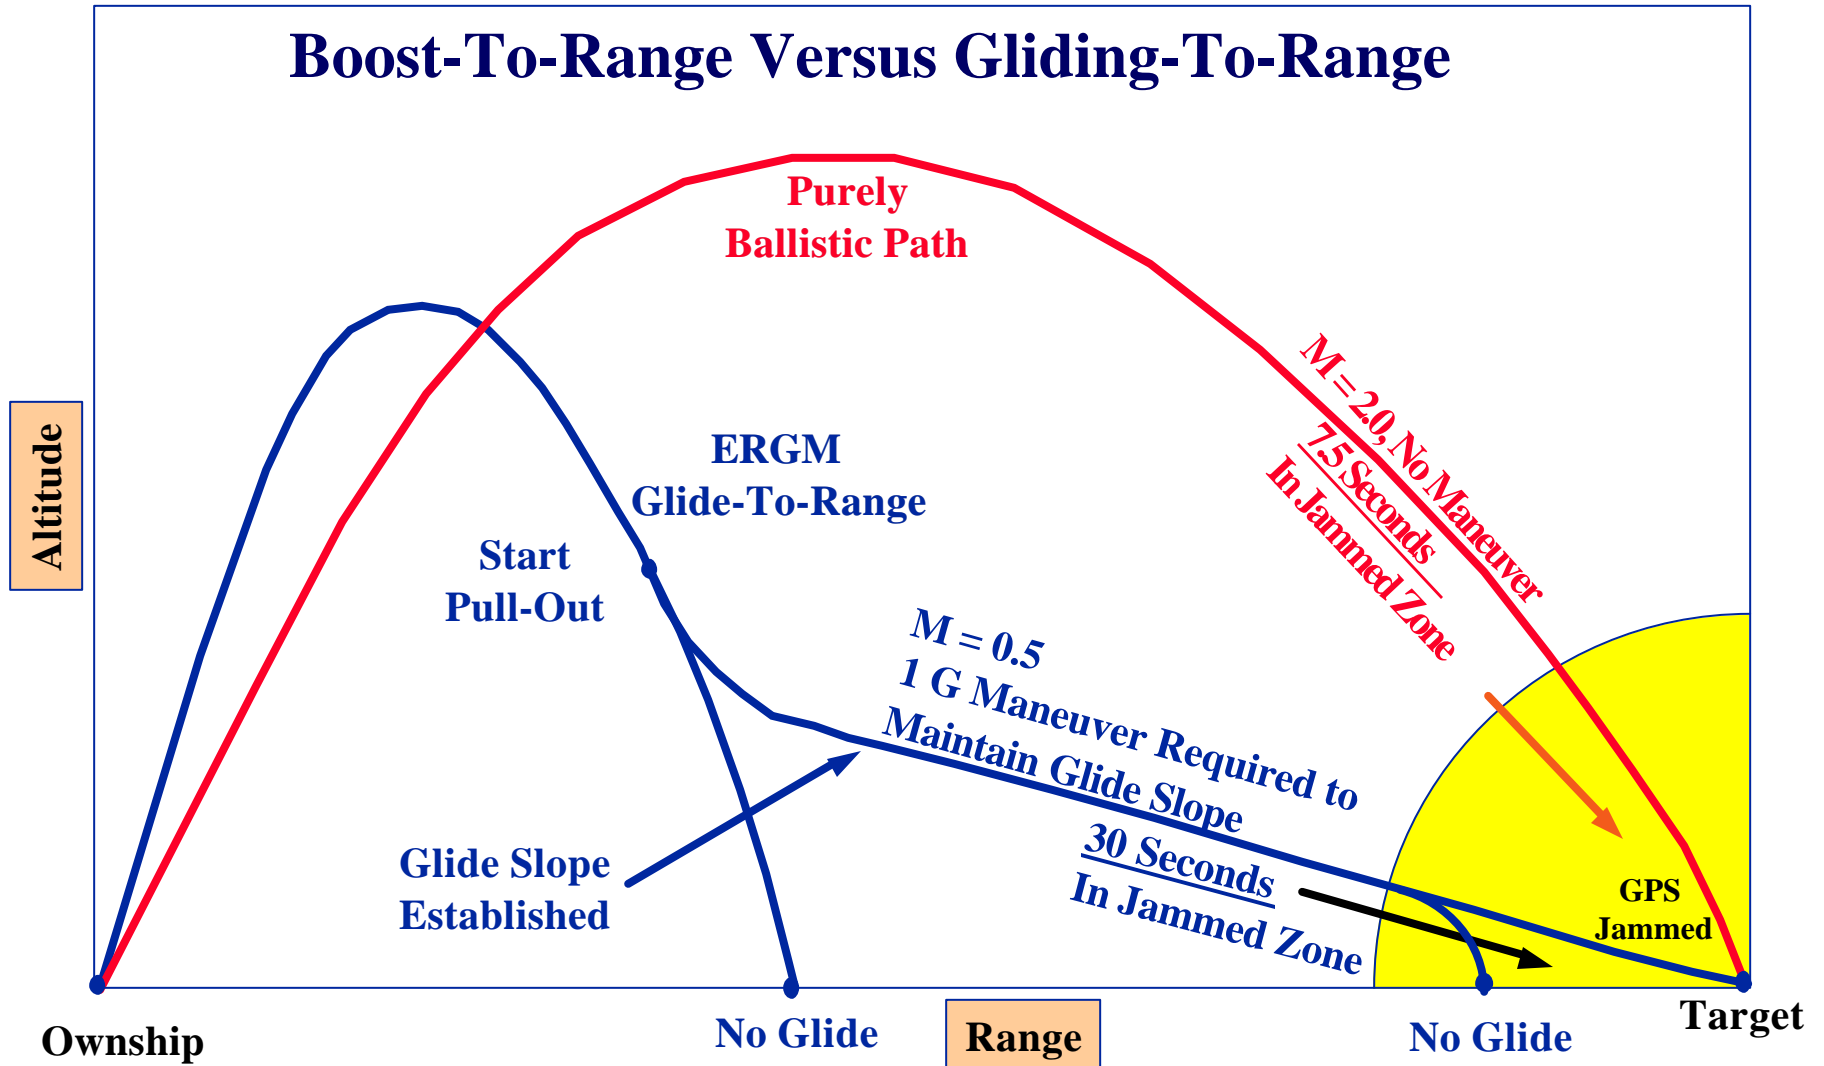 Boost-To-Range Versus Gliding-To-Range
Purely
Ballistic Path
M = 2.0, No Maneuver
7.5 Seconds
In Jammed Zone
Altitude
ERGM
Glide-To-Range
Start
Pull-Out
M = 0.5
1 G Maneuver Required to
Maintain Glide Slope
30 Seconds
In Jammed Zone
Glide Slope
Established
GPS
Jammed
Ownship
No Glide
Range
No Glide
Target